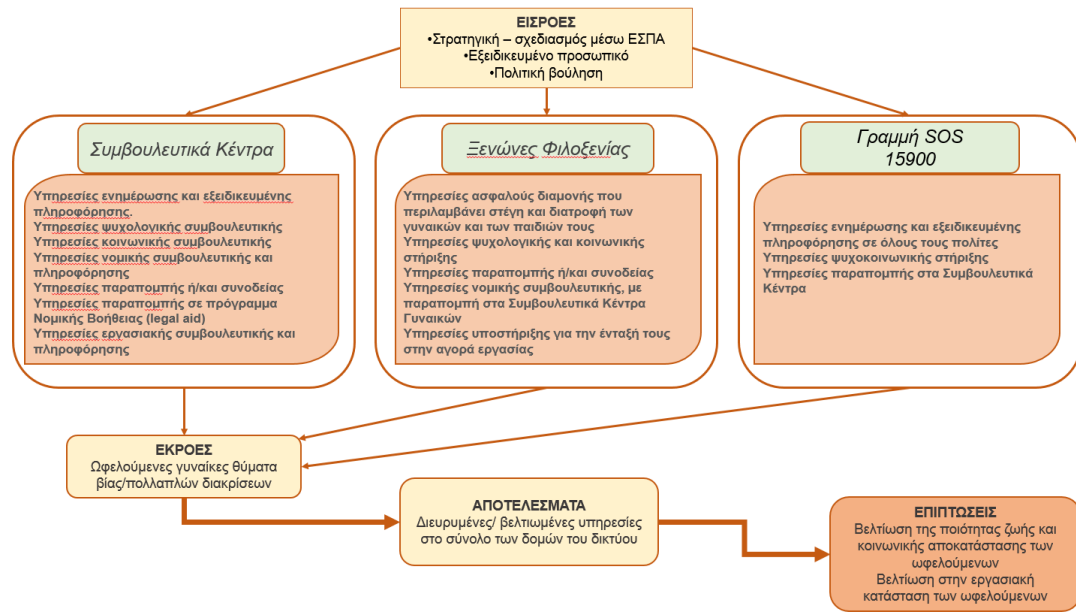 ΕΙΣΡΟΕΣ
•Στρατηγική – σχεδιασμός μέσω ΕΣΠΑ
•Εξειδικευμένο προσωπικό
•Πολιτική βούληση
Συμβουλευτικά Κέντρα
Υπηρεσίες ενημέρωσης και εξειδικευμένης
πληροφόρησης.
Υπηρεσίες ψυχολογικής συμβουλευτικής
Υπηρεσίες κοινωνικής συμβουλευτικής
Υπηρεσίες νομικής συμβουλευτικής και
πληροφόρησης
Υπηρεσίες παραπομπής ή/και συνοδείας
Υπηρεσίες παραπομπής σε πρόγραμμα
Νομικής Βοήθειας (legal aid)
Υπηρεσίες εργασιακής συμβουλευτικής και
πληροφόρησης
Ξενώνες Φιλοξενίας
Υπηρεσίες ασφαλούς διαμονής που
περιλαμβάνει στέγη και διατροφή των
γυναικών και των παιδιών τους
Υπηρεσίες ψυχολογικής και κοινωνικής
στήριξης
Υπηρεσίες παραπομπής ή/και συνοδεία
Υπηρεσίες νομικής συμβουλευτικής, με
παραπομπή στα Συμβουλευτικά Κέντρα
Γυναικών
Υπηρεσίες υποστήριξης για την ένταξή τους
στην αγορά εργασίας
Γραμμή SOS
15900
Υπηρεσίες ενημέρωσης και εξειδικευμένης
πληροφόρησης σε όλους τους πολίτες
Υπηρεσίες ψυχοκοινωνικής στήριξης
Υπηρεσίες παραπομπής στα Συμβουλευτικά
Κέντρα
ΕΚΡΟΕΣ
Ωφελούμενες γυναίκες θύματα
βίας/πολλαπλών διακρίσεων
ΑΠΟΤΕΛΕΣΜΑΤΑ
Διευρυμένες/ βελτιωμένες υπηρεσίες
στο σύνολο των δομών του δικτύου
ΕΠΙΠΤΩΣΕΙΣ
Βελτίωση της ποιότητας ζωής και
κοινωνικής αποκατάστασης των
ωφελούμενων
Βελτίωση στην εργασιακή
κατάσταση των ωφελούμενων